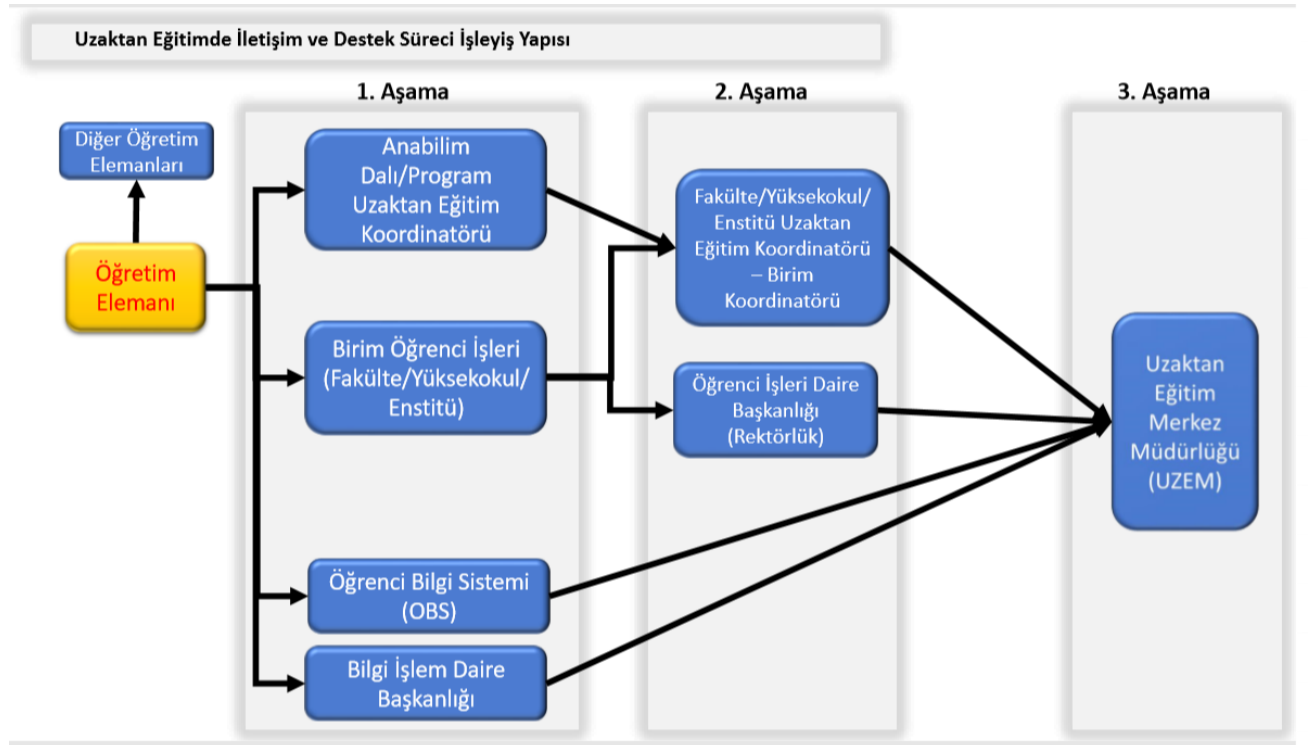 Uzaktan Eğitimde İletişim ve Destek Süreci İşleyiş Yapısı
1. Aşama
2. Aşama
3. Aşama
Diğer Öğretim
Elemanları
Öğretim
Elemanı
Anabilim
Dalı/Program
Uzaktan Eğitim
Koordinatörü
Birim Öğrenci İşleri
(Fakülte/Yüksekokul/
Enstitü)
Öğrenci Bilgi Sistemi
(OBS)
Bilgi İşlem Daire
Başkanlığı
Fakülte/Yüksekokul/
Enstitü Uzaktan
Eğitim Koordinatörü
– Birim
Koordinatörü
Öğrenci İşleri Daire
Başkanlığı
(Rektörlük)
Uzaktan
Eğitim
Merkez
Müdürlüğü
(UZEM)